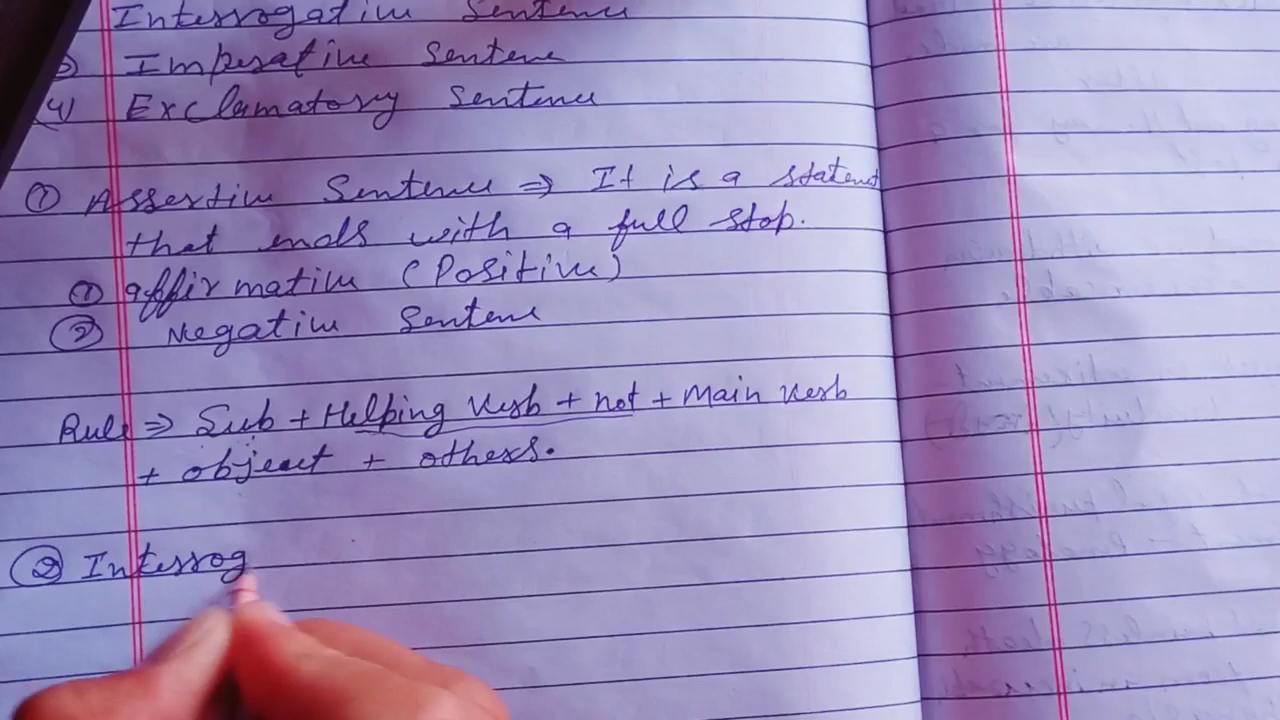 Interrogative Sentence
3) Imperative Sentence
(4) Exclamatory Sentence
① Assertive Sentence ⇒ It is a statement
that ends with a full stop.
① affirmative (Positive)
② Negative Sentence
Rule ⇒ Sub + Helping Verb + not + Main Verb
+ object + others.
② Interrog